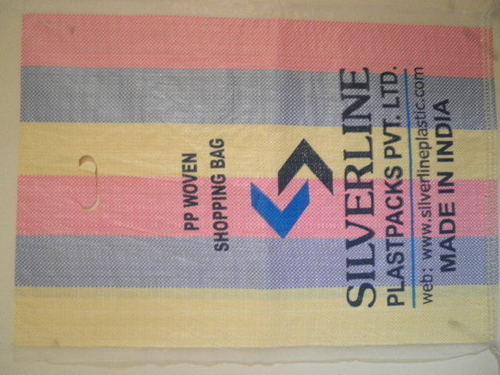 PP WOVEN
SHOPPING BAG
SILVERLINE
PLASTPACKS PVT. LTD.
web: www.silverlineplastic.com
MADE IN INDIA